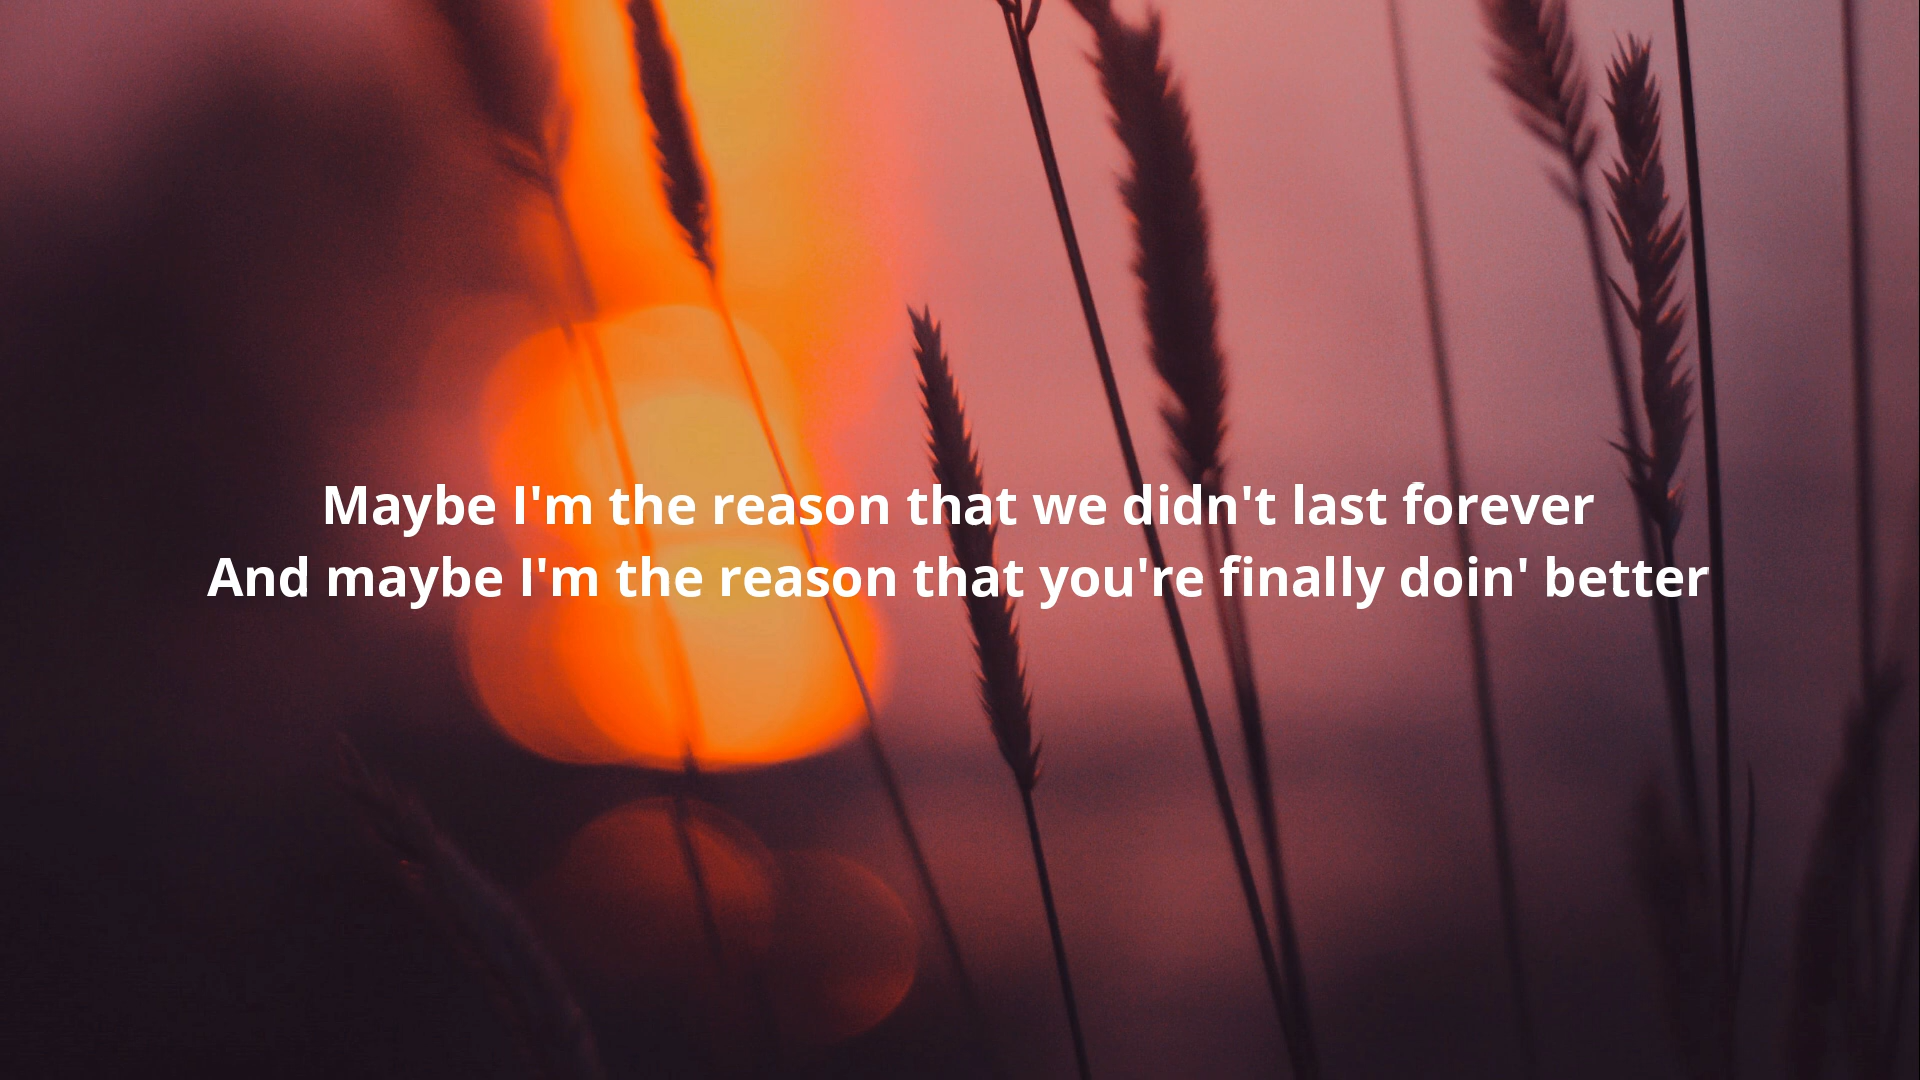 Maybe I'm the reason that we didn't last forever
And maybe I'm the reason that you're finally doin' better